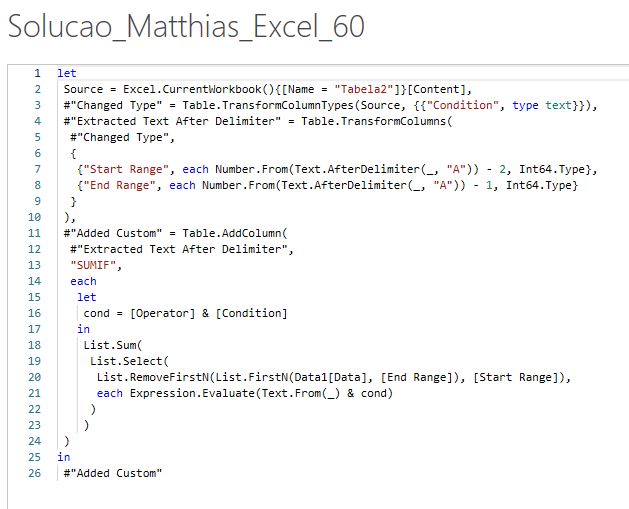 Solucao_Matthias_Excel_60
1 let
2 Source = Excel.CurrentWorkbook(){[Name = "Tabela2"]}[Content],
3 #"Changed Type" = Table.TransformColumnTypes(Source, {{"Condition", type text}}),
4 #"Extracted Text After Delimiter" = Table.TransformColumns(
5 #"Changed Type",
6 {
7 {"Start Range", each Number.From(Text.AfterDelimiter(_, "A")) - 2, Int64.Type},
8 {"End Range", each Number.From(Text.AfterDelimiter(_, "A")) - 1, Int64.Type}
9 }
10 ),
11 #"Added Custom" = Table.AddColumn(
12 #"Extracted Text After Delimiter",
13 "SUMIF",
14 each
15 let
16 cond = [Operator] & [Condition]
17 in
18 List.Sum(
19 List.Select(
20 List.RemoveFirstN(List.FirstN(Data1[Data], [End Range]), [Start Range]),
21 each Expression.Evaluate(Text.From(_) & cond)
22 )
23 )
24 )
25 in
26 #"Added Custom"